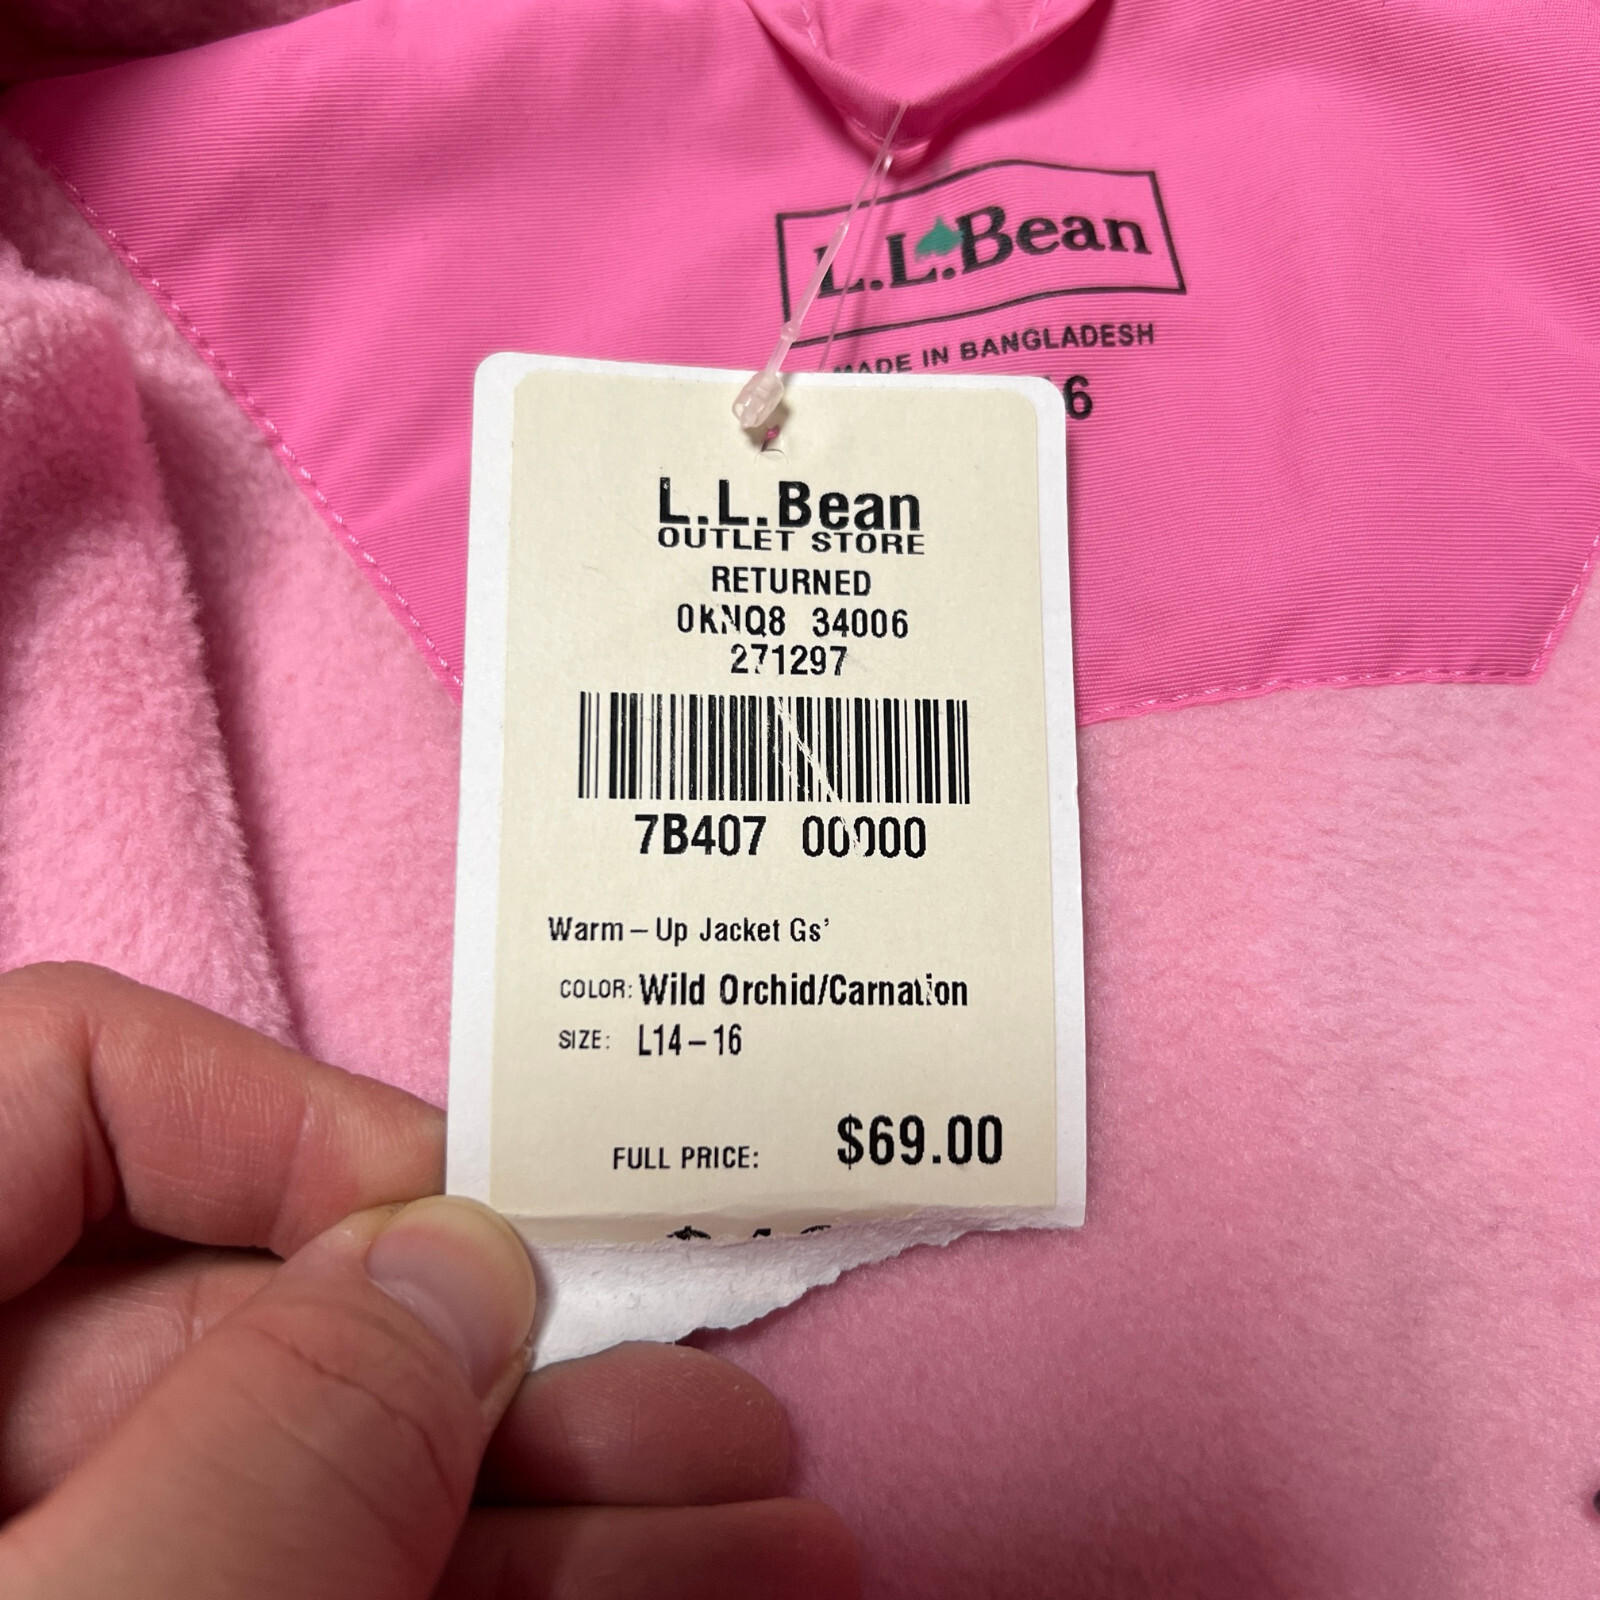 L.L.Bean
MADE IN BANGLADESH
6
L.L.Bean
OUTLET STORE
RETURNED
0KNQ8 34006
271297
7B407 00000
Warm-Up Jacket Gs'
COLOR: Wild Orchid/Carnation
SIZE: L14-16
FULL PRICE: $69.00